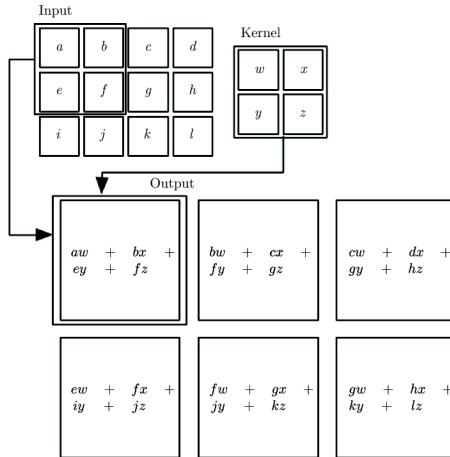 Input
a b c d
Kernel
w x
e f g h
y z
i j k l
Output
aw + bx +
ey + fz
bw + cx +
fy + gz
cw + dx +
gy + hz
ew + fx +
iy + jz
fw + gx +
jy + kz
gw + hx +
ky + lz